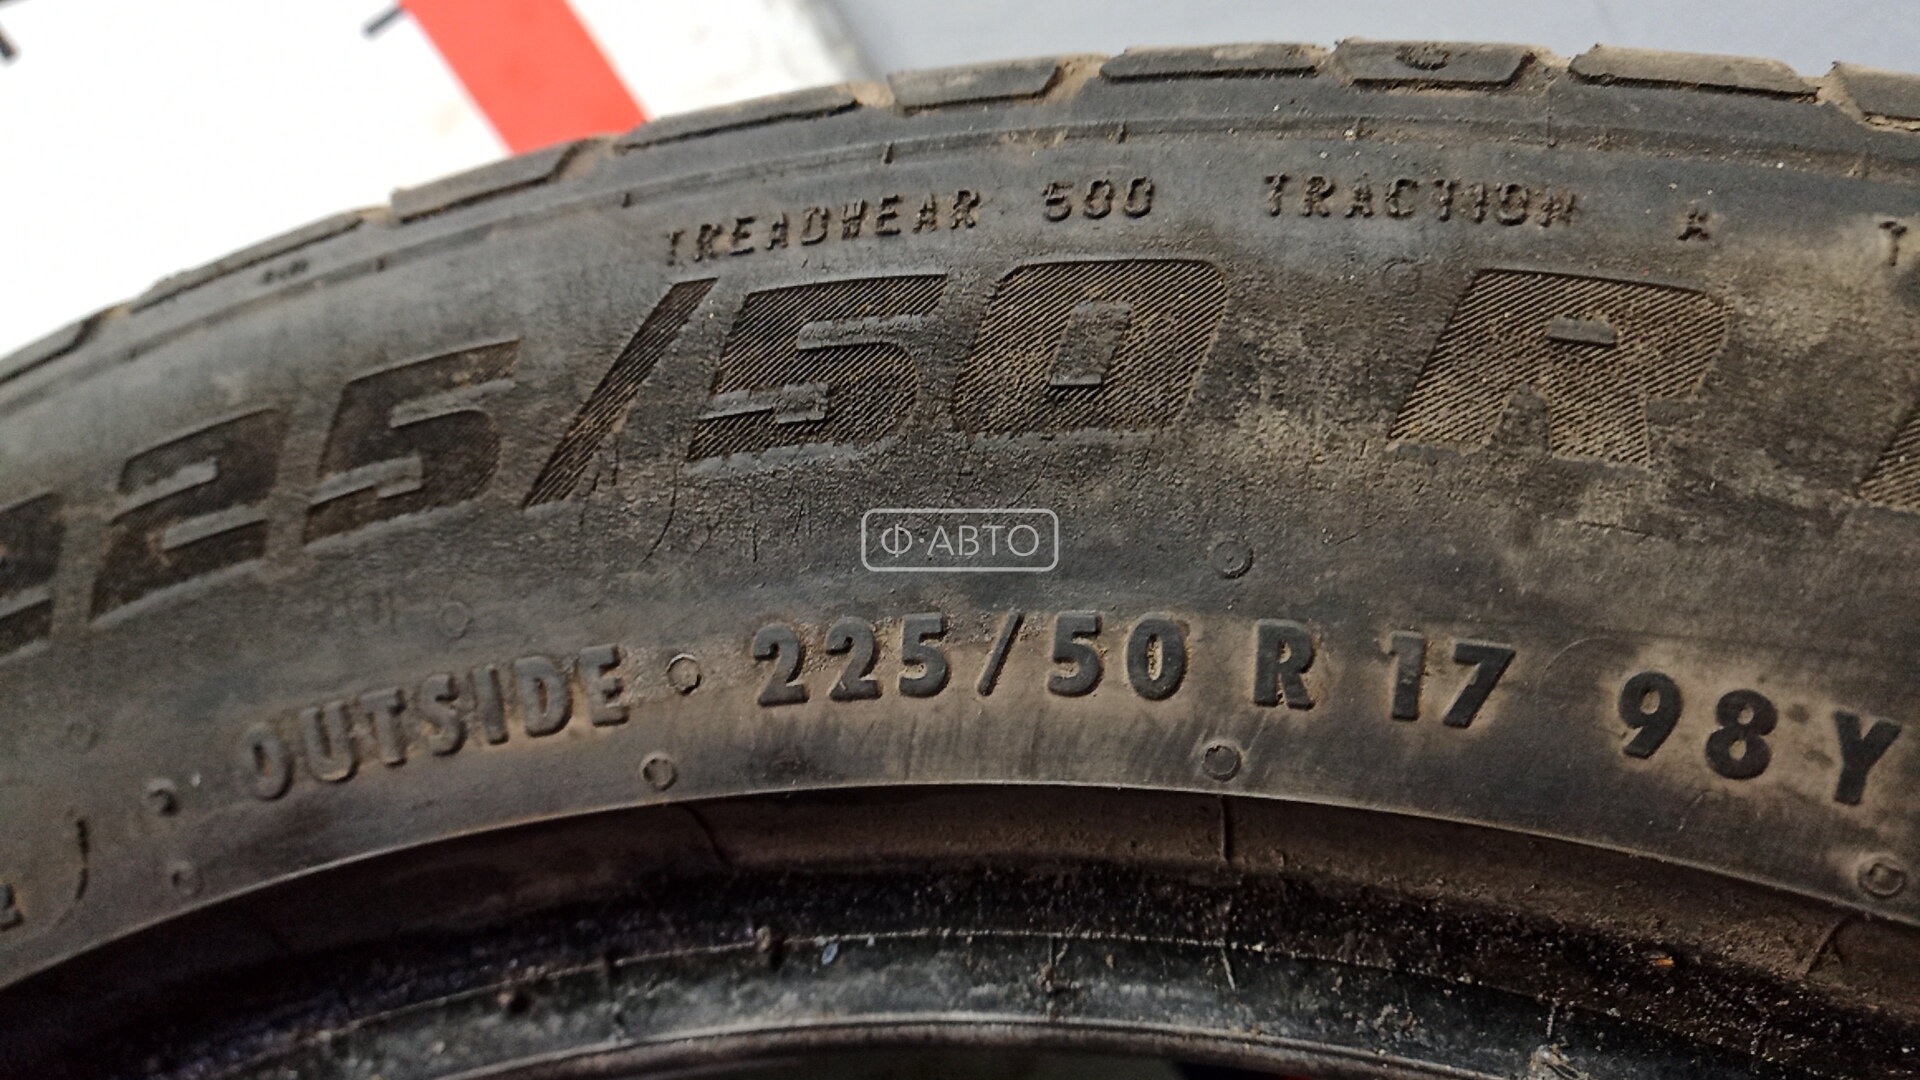 TREADWEAR 500 TRACTION A T
225/50 R
Ф·АВТО
OUTSIDE 225/50 R 17 98 Y